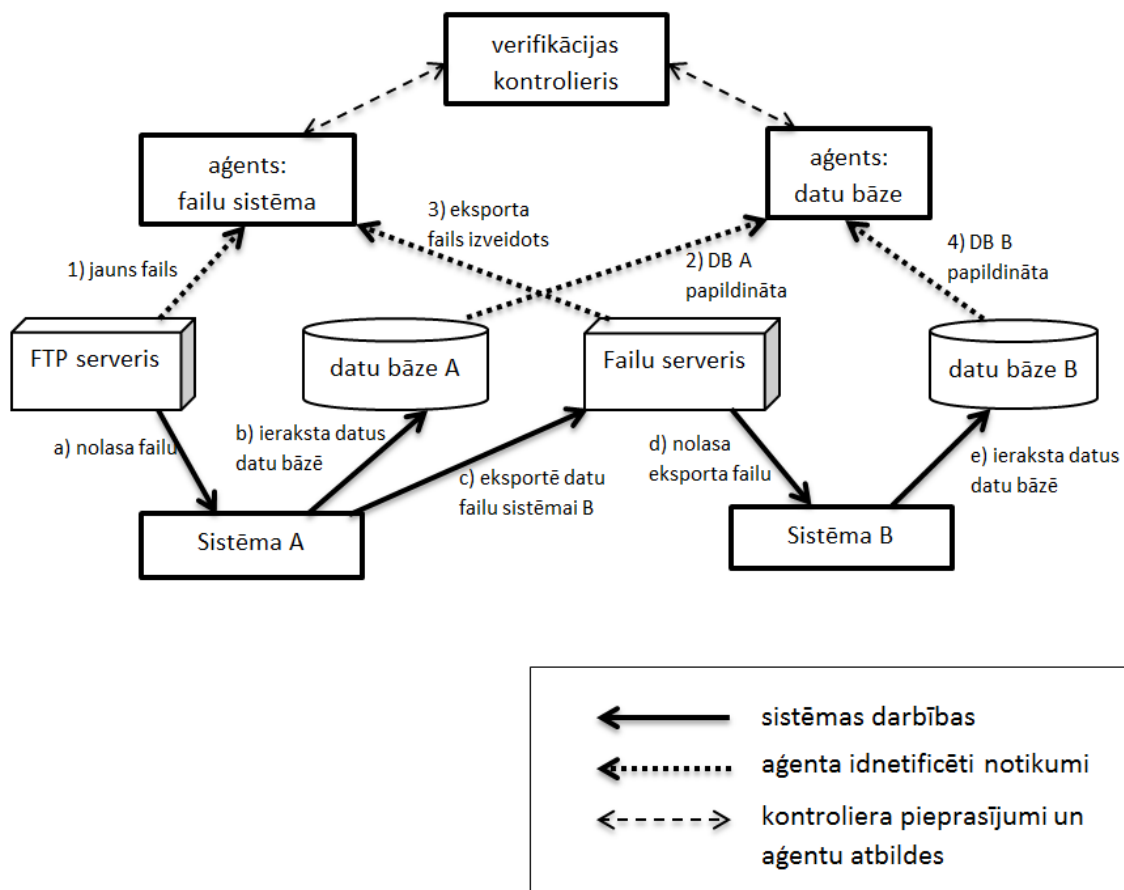 verifikācijas
kontrolieris
aģents:
failu sistēma
aģents:
datu bāze
3) eksporta
fails izveidots
1) jauns fails
2) DB A
papildināta
4) DB B
papildināta
FTP serveris
datu bāze A
Failu serveris
datu bāze B
a) nolasa failu
b) ieraksta datus
datu bāzē
c) eksportē datu
failu sistēmai B
d) nolasa
eksporta failu
e) ieraksta datus
datu bāzē
Sistēma A
Sistēma B
sistēmas darbības
aģenta idnetificēti notikumi
kontroliera pieprasījumi un
aģentu atbildes